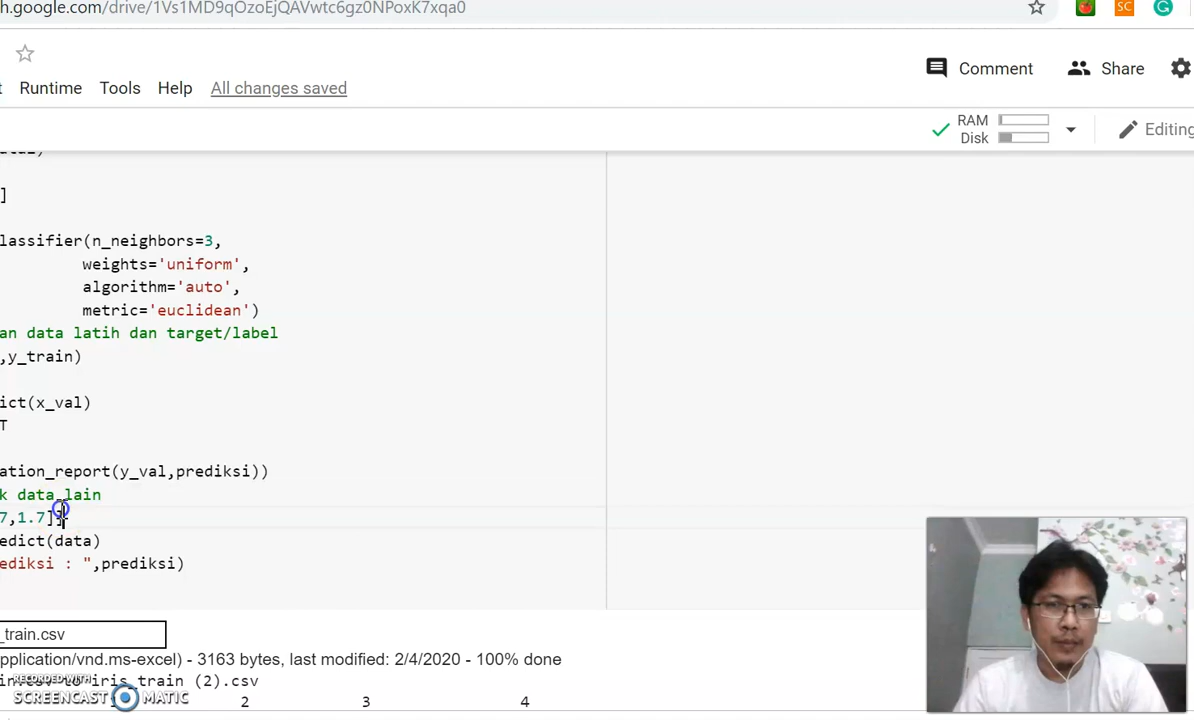 h.google.com/drive/1Vs1MD9qOzoEjQAVwtc6gz0NPoxK7xqa0
SC
Comment
Share
Runtime Tools Help All changes saved
RAM
Disk
Editing
]
lassifier(n_neighbors=3,
weights='uniform',
algorithm='auto',
metric='euclidean')
an data latih dan target/label
,y_train)
ict(x_val)
T
ation_report(y_val,prediksi))
k data lain
7,1.7]]
edict(data)
ediksi : ",prediksi)
_train.csv
pplication/vnd.ms-excel) - 3163 bytes, last modified: 2/4/2020 - 100% done
iris_train (2).csv
RECORDED WITH
SCREENCAST MATIC
2 3 4